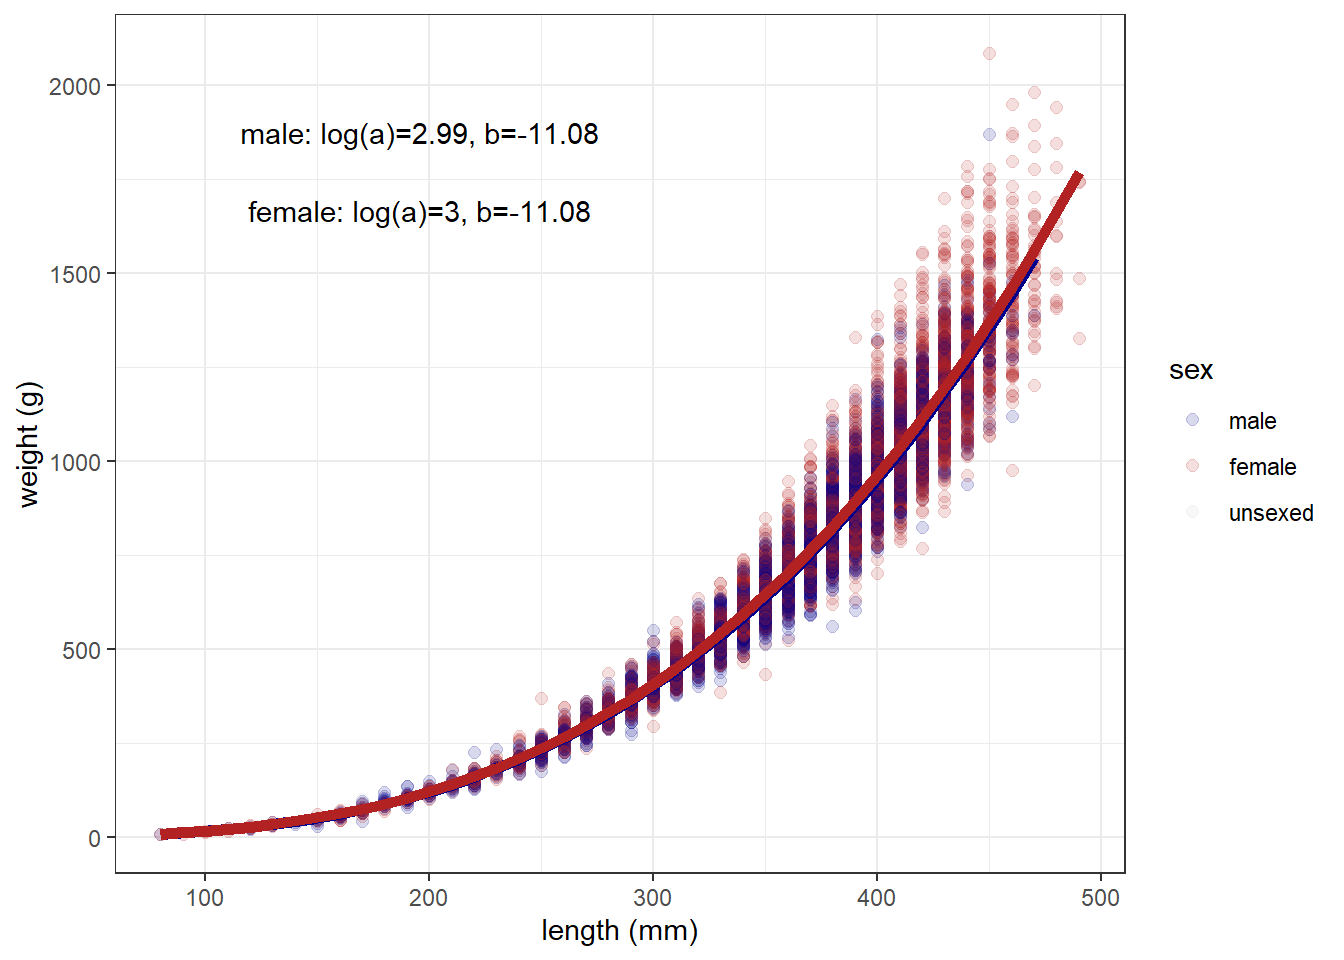 2000
1500
1000
500
0
weight (g)
male: log(a)=2.99, b=-11.08
female: log(a)=3, b=-11.08
100
200
300
400
500
length (mm)
sex
male
female
unsexed